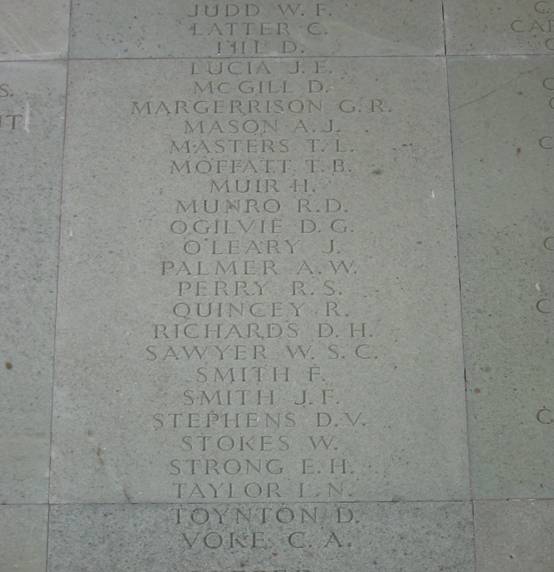 JUDD W. F.
LATTER C.
HILL D.
LUCIA J. E.
MCGILL D.
MARGERRISON G. R.
MASON A. J.
MASTERS T. L.
MOFFATT T. B.
MUIR H.
MUNRO R. D.
OGILVIE D. G.
O'LEARY J.
PALMER A. W.
PERRY R. S.
QUINCEY R.
RICHARDS D. H.
SAWYER W. S. C.
SMITH F.
SMITH J. F.
STEPHENS D. V.
STOKES W.
STRONG E. H.
TAYLOR L. N.
TOYNTON D.
VOKE C. A.